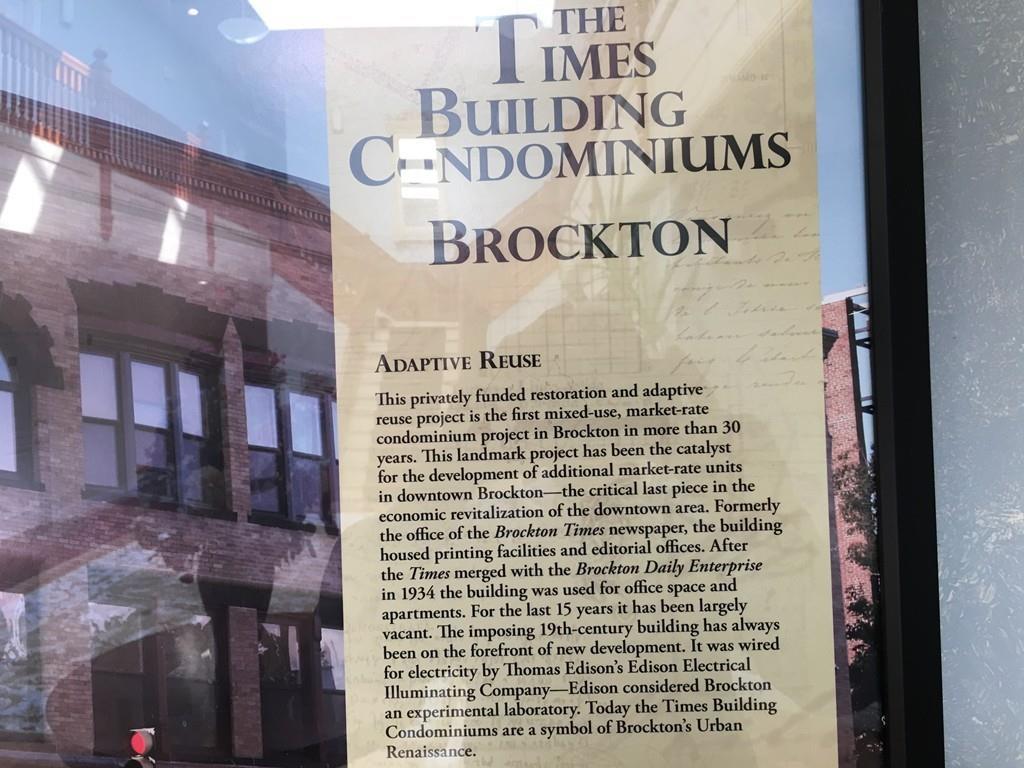 THE
TIMES
BUILDING
CONDOMINIUMS
BROCKTON
ADAPTIVE REUSE
This privately funded restoration and adaptive
reuse project is the first mixed-use, market-rate
condominium project in Brockton in more than 30
years. This landmark project has been the catalyst
for the development of additional market-rate units
in downtown Brockton—the critical last piece in the
economic revitalization of the downtown area. Formerly
the office of the Brockton Times newspaper, the building
housed printing facilities and editorial offices. After
the Times merged with the Brockton Daily Enterprise
in 1934 the building was used for office space and
apartments. For the last 15 years it has been largely
vacant. The imposing 19th-century building has always
been on the forefront of new development. It was wired
for electricity by Thomas Edison's Edison Electrical
Illuminating Company—Edison considered Brockton
an experimental laboratory. Today the Times Building
Condominiums are a symbol of Brockton's Urban
Renaissance.